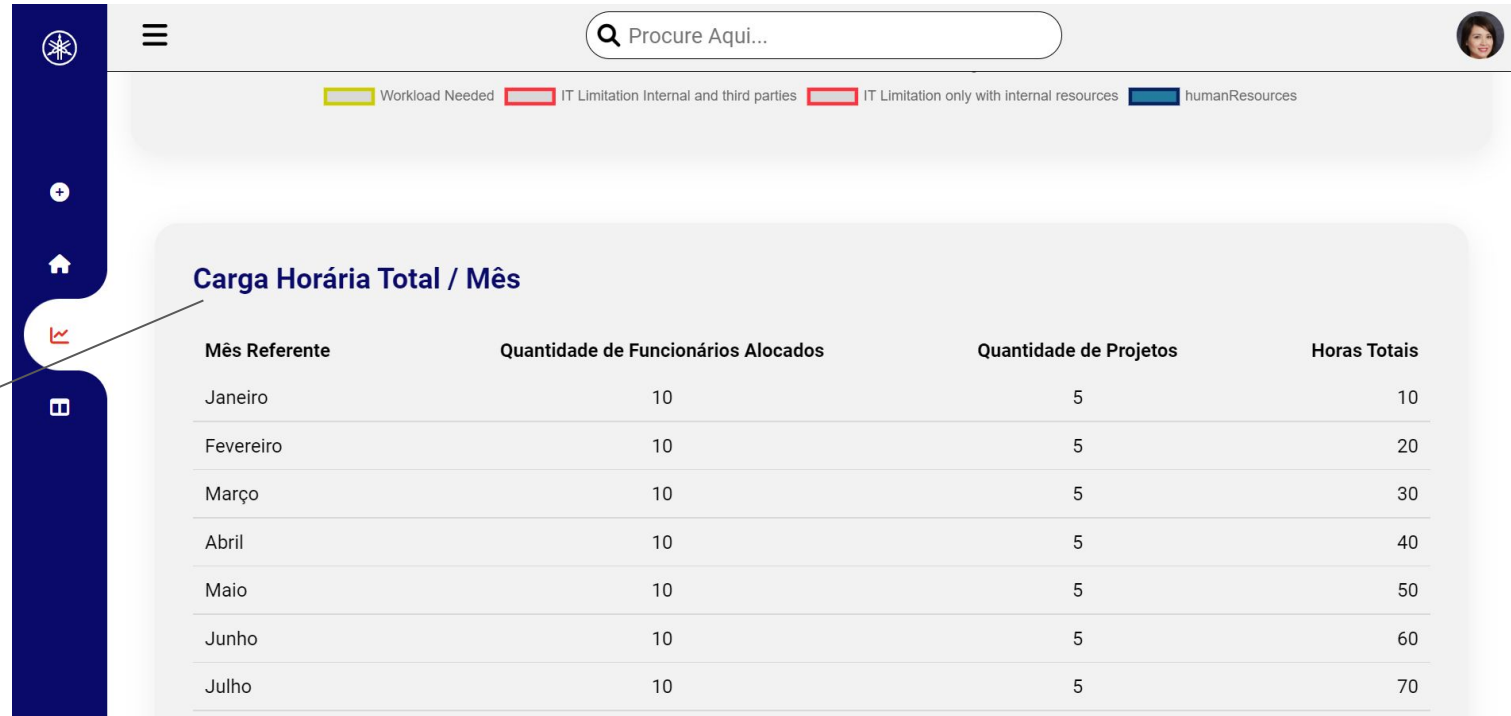 Procure Aqui...
Workload Needed IT Limitation Internal and third parties IT Limitation only with internal resources humanResources
Carga Horária Total / Mês
Mês Referente Quantidade de Funcionários Alocados Quantidade de Projetos Horas Totais
Janeiro 10 5 10
Fevereiro 10 5 20
Março 10 5 30
Abril 10 5 40
Maio 10 5 50
Junho 10 5 60
Julho 10 5 70